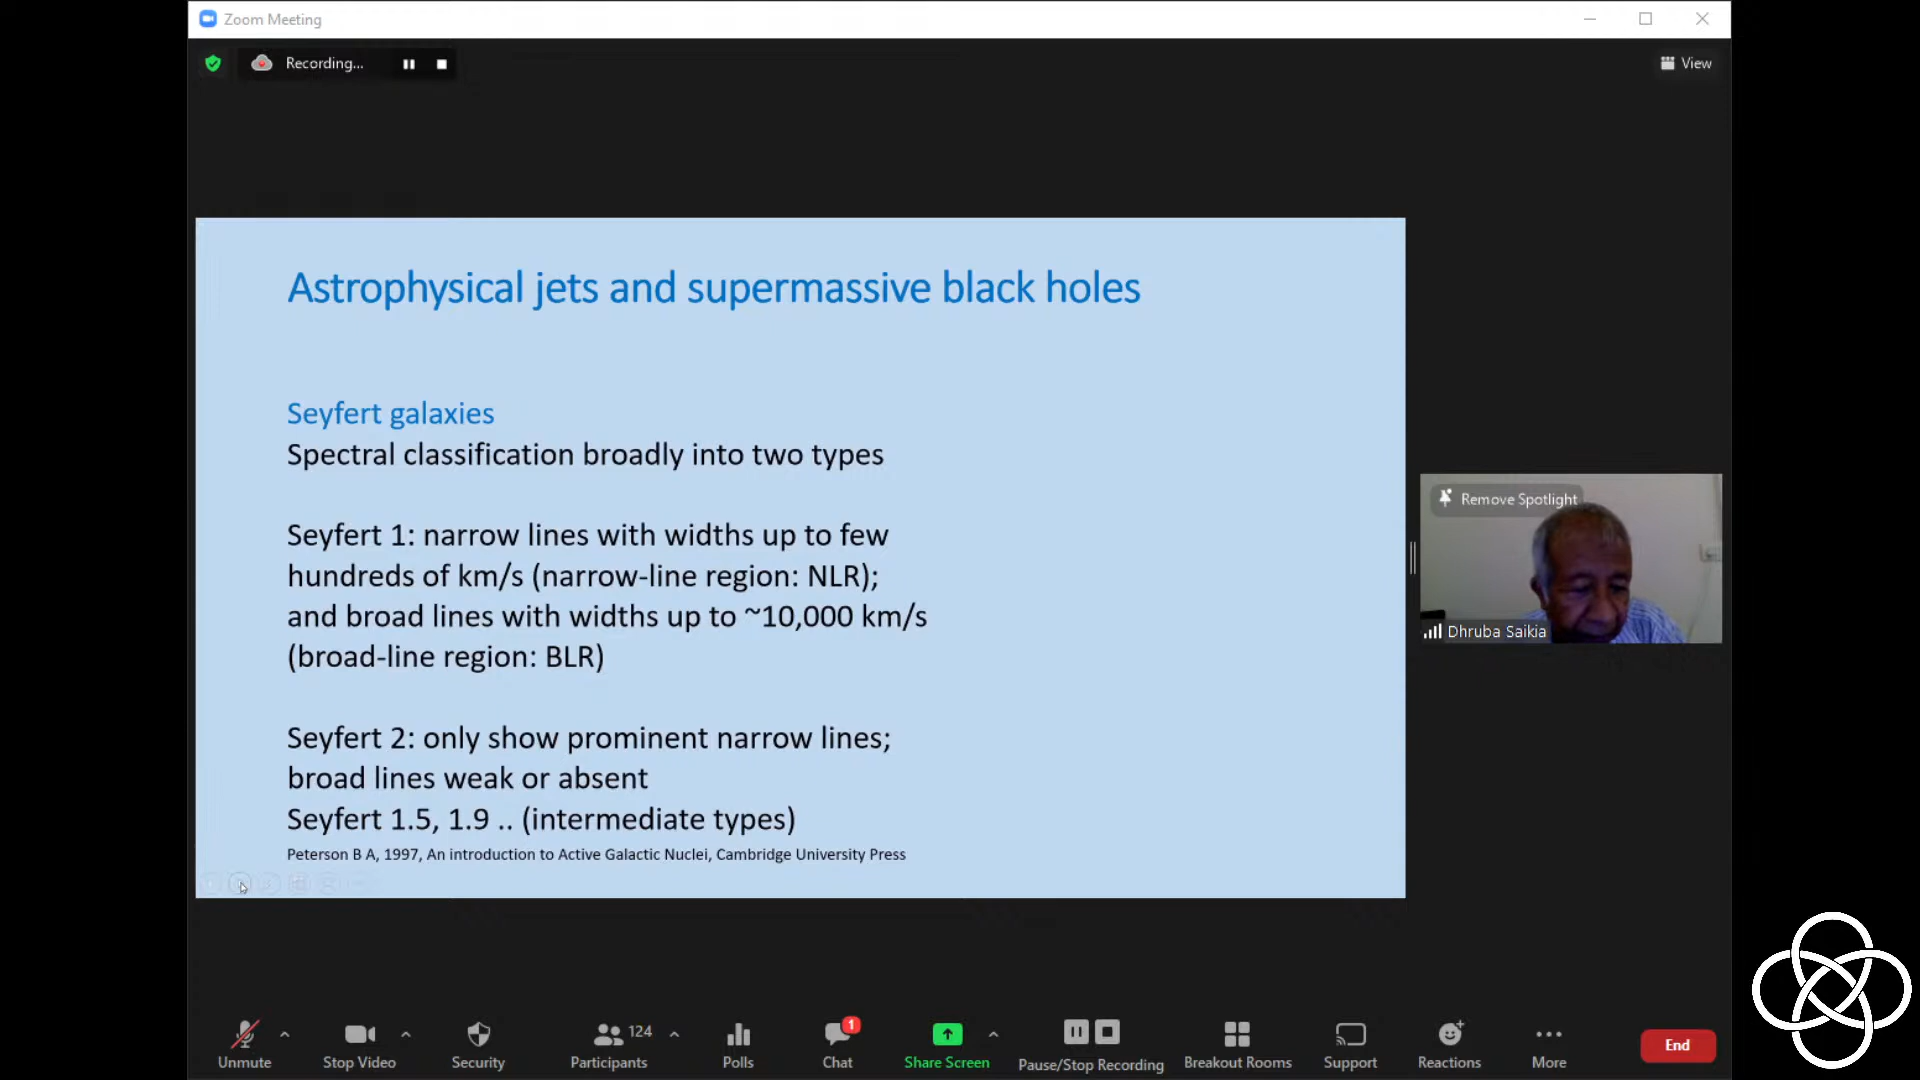 Zoom Meeting
Recording...
View
Astrophysical jets and supermassive black holes
Seyfert galaxies
Spectral classification broadly into two types
Seyfert 1: narrow lines with widths up to few
hundreds of km/s (narrow-line region: NLR);
and broad lines with widths up to ~10,000 km/s
(broad-line region: BLR)
Seyfert 2: only show prominent narrow lines;
broad lines weak or absent
Seyfert 1.5, 1.9 .. (intermediate types)
Peterson B A, 1997, An introduction to Active Galactic Nuclei, Cambridge University Press
Remove Spotlight
Dhruba Saikia
Unmute
Stop Video
Security
124
Participants
Polls
1
Chat
Share Screen
Pause/Stop Recording
Breakout Rooms
Support
Reactions
More
End